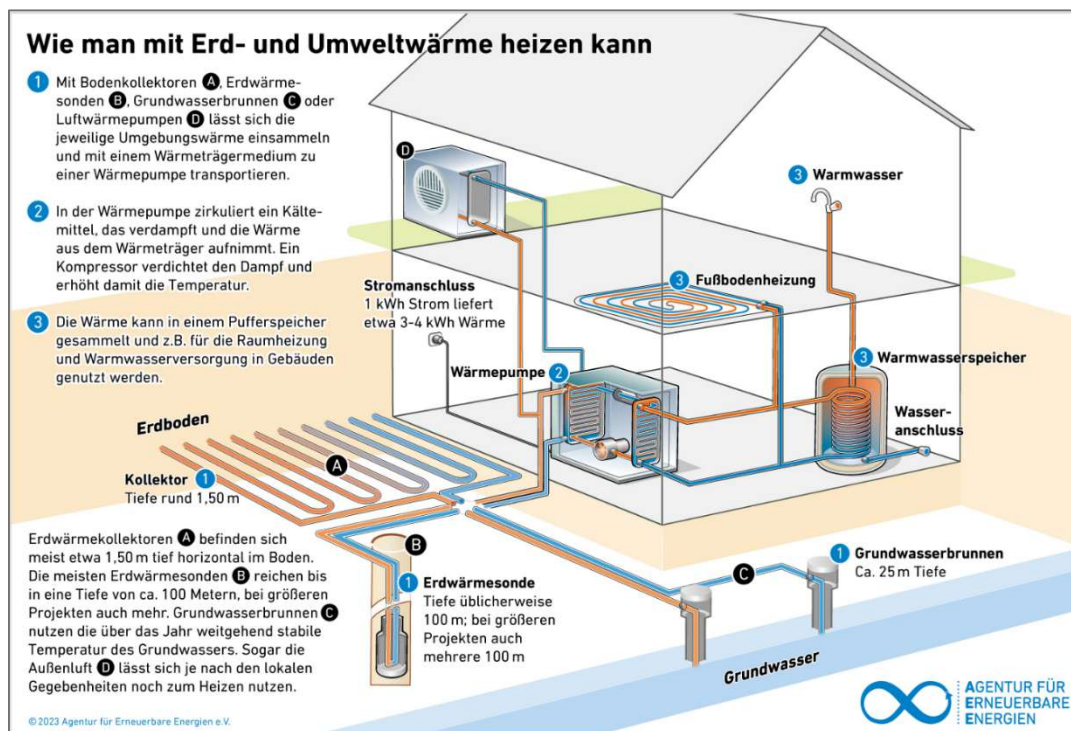 Wie man mit Erd- und Umweltwärme heizen kann
1 Mit Bodenkollektoren A, Erdwärme-
sonden B, Grundwasserbrunnen C oder
Luftwärmepumpen D lässt sich die
jeweilige Umgebungswärme einsammeln
und mit einem Wärmeträgermedium zu
einer Wärmepumpe transportieren.
2 In der Wärmepumpe zirkuliert ein Kälte-
mittel, das verdampft und die Wärme
aus dem Wärmeträger aufnimmt. Ein
Kompressor verdichtet den Dampf und
erhöht damit die Temperatur.
3 Die Wärme kann in einem Pufferspeicher
gesammelt und z.B. für die Raumheizung
und Warmwasserversorgung in Gebäuden
genutzt werden.
D
3 Warmwasser
Stromanschluss
1 kWh Strom liefert
etwa 3–4 kWh Wärme
3 Fußbodenheizung
Wärmepumpe 2
3 Warmwasserspeicher
Wasser-
anschluss
Erdboden
A
Kollektor 1
Tiefe rund 1,50 m
Erdwärmekollektoren A befinden sich
meist etwa 1,50 m tief horizontal im Boden.
Die meisten Erdwärmesonden B reichen bis
in eine Tiefe von ca. 100 Metern, bei größeren
Projekten auch mehr. Grundwasserbrunnen C
nutzen die über das Jahr weitgehend stabile
Temperatur des Grundwassers. Sogar die
Außenluft D lässt sich je nach den lokalen
Gegebenheiten noch zum Heizen nutzen.
B
1 Erdwärmesonde
Tiefe üblicherweise
100 m; bei größeren
Projekten auch
mehrere 100 m
C
1 Grundwasserbrunnen
Ca. 25 m Tiefe
Grundwasser
© 2023 Agentur für Erneuerbare Energien e.V.
AGENTUR FÜR
ERNEUERBARE
ENERGIEN